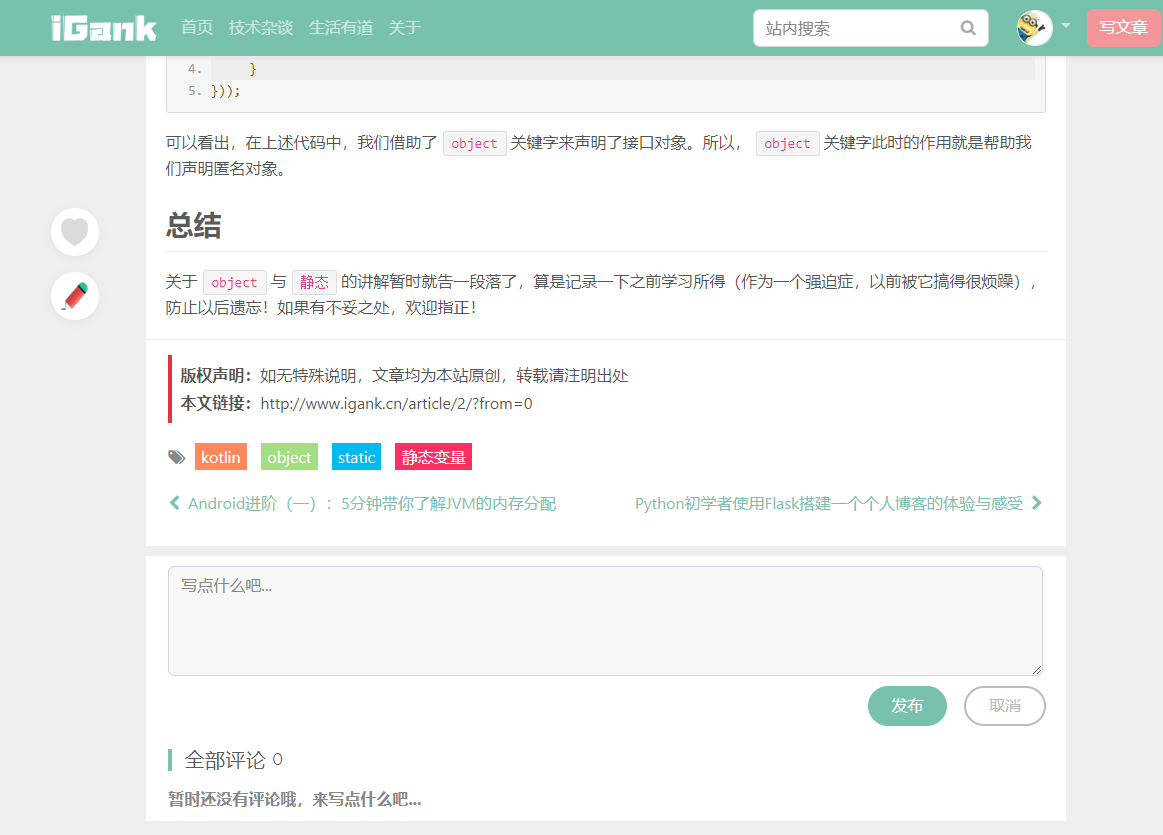 iGank 首页 技术杂谈 生活有道 关于 站内搜索 写文章
4. }
5. }));
可以看出，在上述代码中，我们借助了 object 关键字来声明了接口对象。所以， object 关键字此时的作用就是帮助我
们声明匿名对象。
总结
关于 object 与 静态 的讲解暂时就告一段落了，算是记录一下之前学习所得（作为一个强迫症，以前被它搞得很烦躁），
防止以后遗忘！如果有不妥之处，欢迎指正！
版权声明：如无特殊说明，文章均为本站原创，转载请注明出处
本文链接：http://www.igank.cn/article/2/?from=0
kotlin object static 静态变量
Android进阶（一）：5分钟带你了解JVM的内存分配 Python初学者使用Flask搭建一个个人博客的体验与感受
写点什么吧...
发布 取消
全部评论 0
暂时还没有评论哦，来写点什么吧...